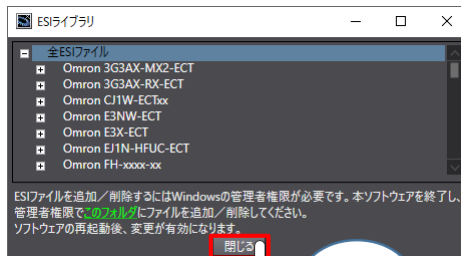 ESIライブラリ
全ESIファイル
Omron 3G3AX-MX2-ECT
Omron 3G3AX-RX-ECT
Omron CJ1W-ECTxx
Omron E3NW-ECT
Omron E3X-ECT
Omron EJ1N-HFUC-ECT
Omron FH-xxxx-xx
ESIファイルを追加／削除するにはWindowsの管理者権限が必要です。本ソフトウェアを終了し、
管理者権限でこのフォルダにファイルを追加／削除してください。
ソフトウェアの再起動後、変更が有効になります。
閉じる